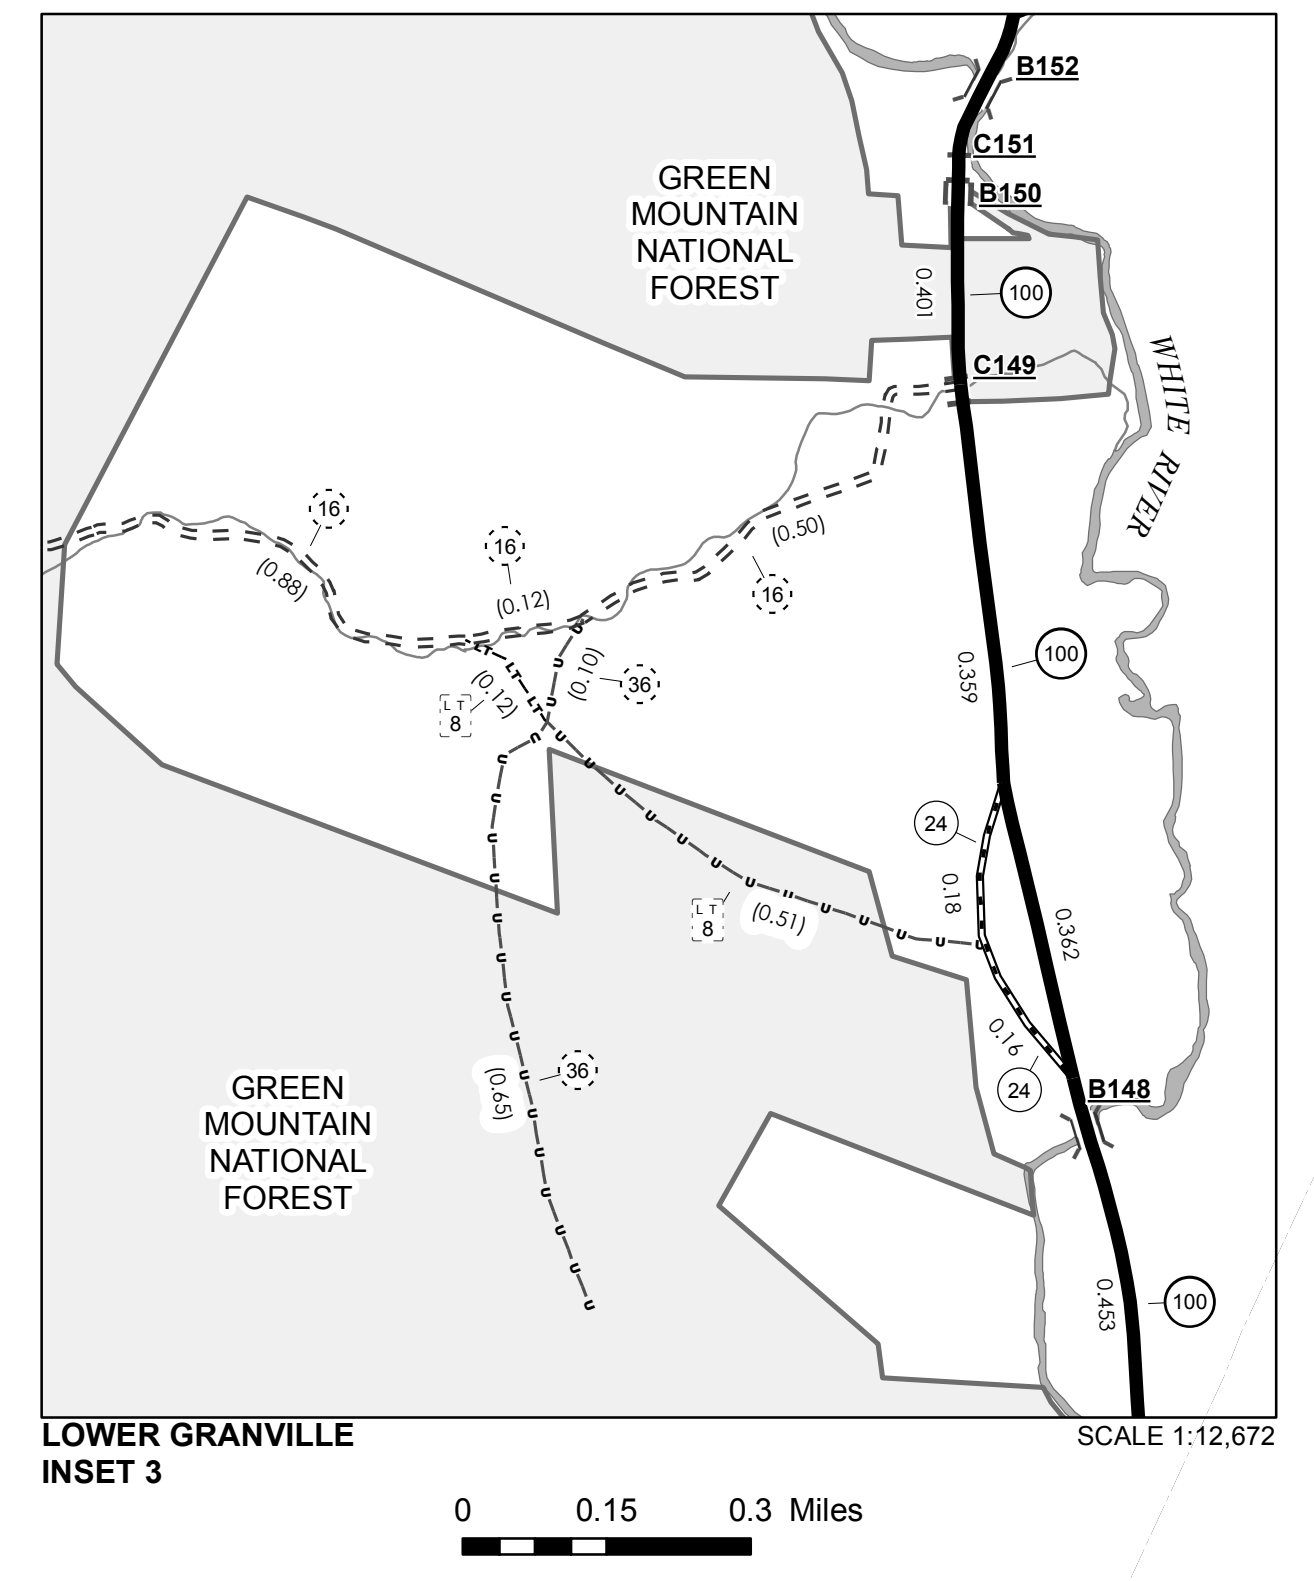 B152
C151
GREEN
MOUNTAIN
NATIONAL
FOREST
B150
0.401
100
C149
WHITE RIVER
16
16
(0.50)
(0.88)
16
(0.12)
LT
LT
LT
(0.10)
36
(0.12)
L T
8
0.359
100
24
0.18
L T
8
(0.51)
0.362
0.16
24
B148
(0.65)
36
GREEN
MOUNTAIN
NATIONAL
FOREST
0.453
100
LOWER GRANVILLE
INSET 3
SCALE 1:12,672
0 0.15 0.3 Miles